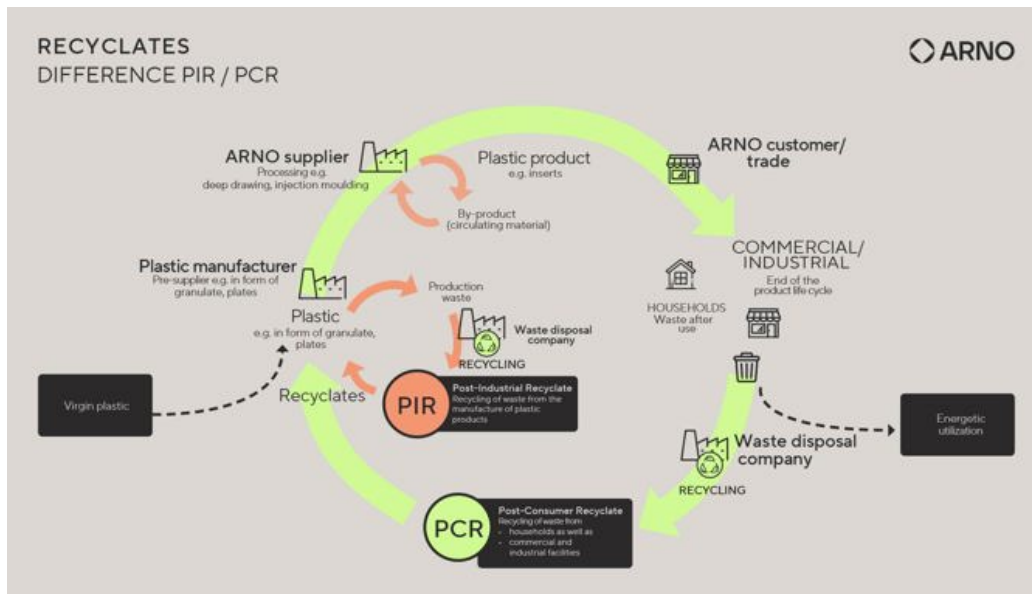 RECYCLATES
DIFFERENCE PIR / PCR
ARNO
ARNO supplier
Processing e.g.
deep drawing, injection moulding
Plastic product
e.g. inserts
By-product
(circulating material)
ARNO customer/
trade
Plastic manufacturer
Pre-supplier e.g. in form of
granulate, plates
Plastic
e.g. in form of granulate,
plates
Production
waste
Waste disposal
company
RECYCLING
COMMERCIAL/
INDUSTRIAL
End of the
product life cycle
HOUSEHOLDS
Waste after
use
Virgin plastic
Recyclates
PIR
Post-Industrial Recyclate
Recycling of waste from the
manufacture of plastic
products
Energetic
utilization
Waste disposal
company
RECYCLING
PCR
Post-Consumer Recyclate
Recycling of waste from
- households as well as
- commercial and
industrial facilities